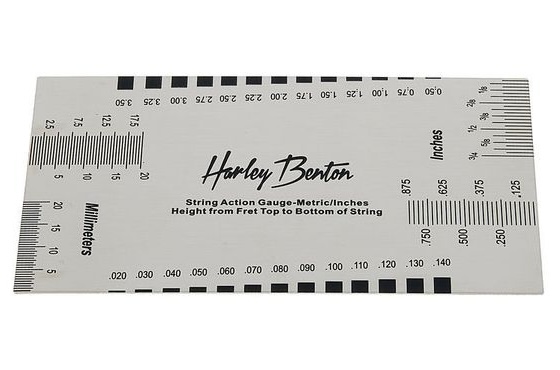 3.50 3.25 3.00 2.75 2.50 2.25 2.00 1.75 1.50 1.25 1.00 0.75 0.50
2.5 7.5 12.5 17.5
5 10 15 20
1/8 3/8
1/4 1/2 5/8 3/4
Inches
Harley Benton
String Action Gauge-Metric/Inches
Height from Fret Top to Bottom of String
.875 .625 .375 .125
.750 .500 .250
Millimeters
20 15 10 5
.020 .030 .040 .050 .060 .070 .080 .090 .100 .110 .120 .130 .140